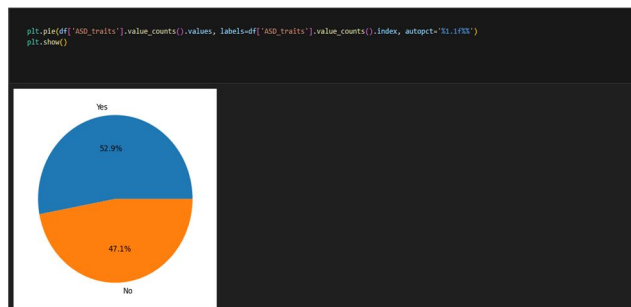 plt.pie(df['ASD_traits'].value_counts().values, labels=df['ASD_traits'].value_counts().index, autopct='%1.1f%%')
plt.show()
Yes
52.9%
47.1%
No